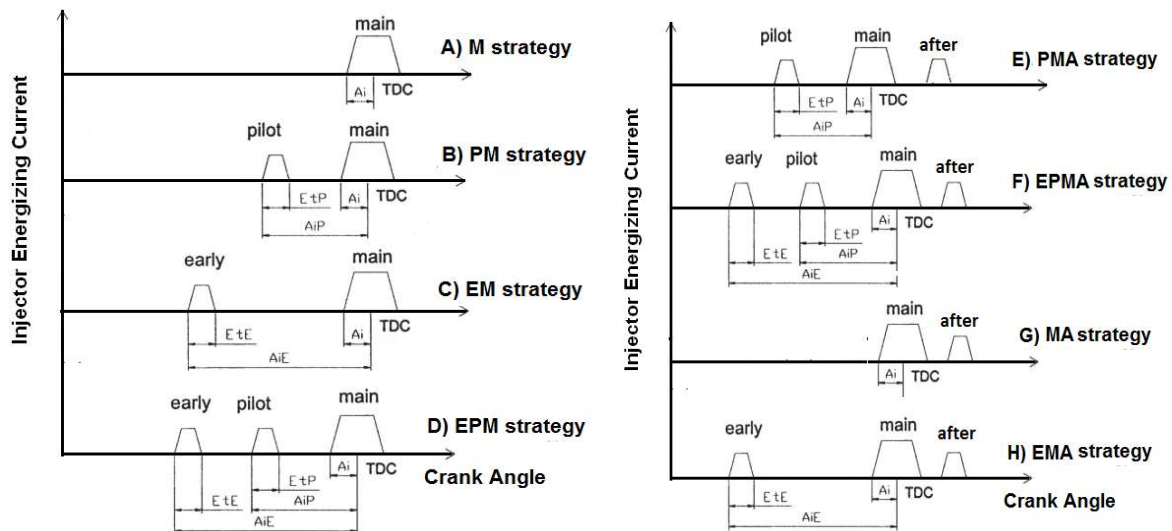 Injector Energizing Current
main
A) M strategy
Ai
TDC
pilot
main
B) PM strategy
EtP
Ai
TDC
AiP
early
main
C) EM strategy
EtE
Ai
TDC
AiE
early
pilot
main
D) EPM strategy
Ai
TDC
EtE
EtP
AiP
AiE
Crank Angle
Injector Energizing Current
pilot
main
after
E) PMA strategy
EtP
Ai
TDC
AiP
early
pilot
main
after
F) EPMA strategy
Ai
TDC
EtP
EtE
AiP
AiE
main
after
G) MA strategy
Ai
TDC
early
main
after
H) EMA strategy
EtE
Ai
TDC
AiE
Crank Angle